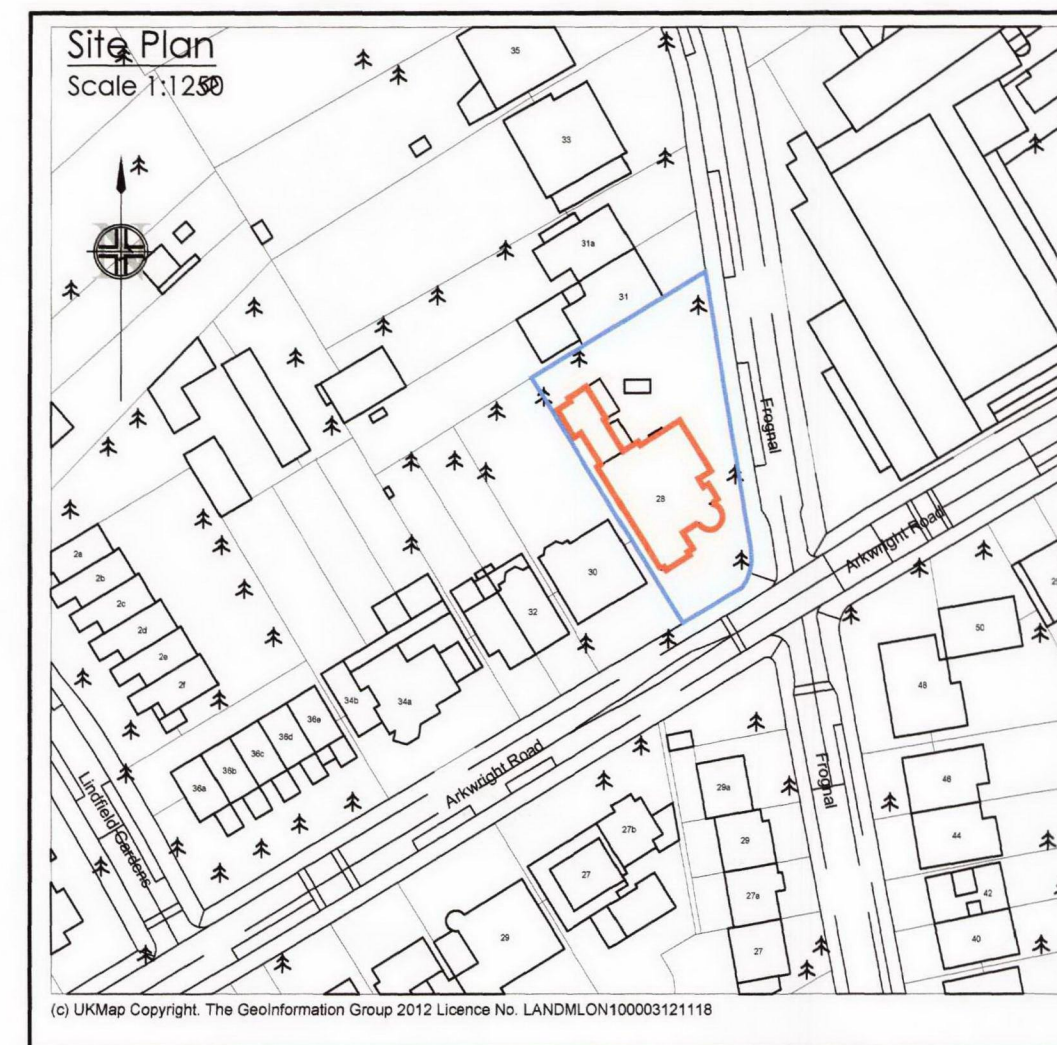 Site Plan
Scale 1:1250
35
33
31a
31
28
Frognal
Arkwright Road
30
32
34a
34b
36e
36d
36c
36b
36a
2a
2b
2c
2d
2e
2f
Lindfield Gardens
Arkwright Road
Frognal
50
48
46
44
42
40
29a
29
27e
27
27b
27
29
(c) UKMap Copyright. The GeoInformation Group 2012 Licence No. LANDMLON100003121118